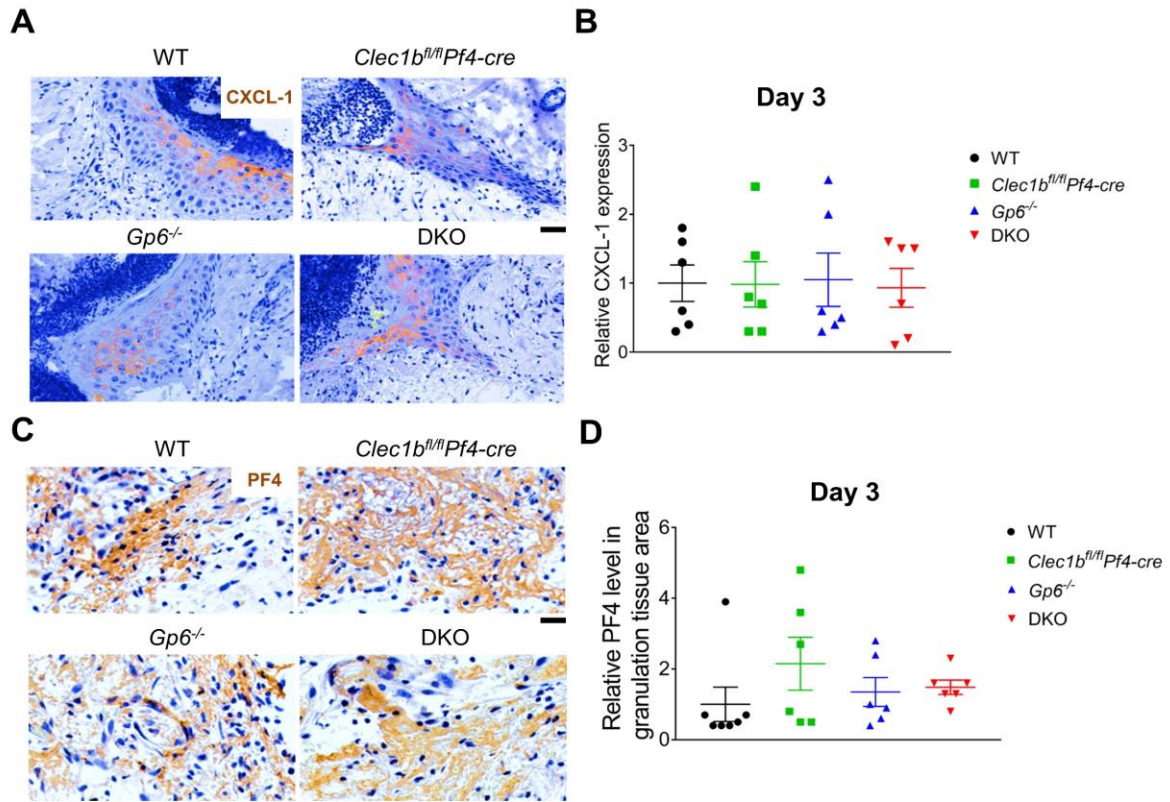 A
WT
Clec1bfl/flPf4-cre
CXCL-1
Gp6-/-
DKO
B
Day 3
Relative CXCL-1 expression
3
2
1
0
WT
Clec1bfl/flPf4-cre
Gp6-/-
DKO
C
WT
Clec1bfl/flPf4-cre
PF4
Gp6-/-
DKO
D
Day 3
Relative PF4 level in
granulation tissue area
6
4
2
0
WT
Clec1bfl/flPf4-cre
Gp6-/-
DKO